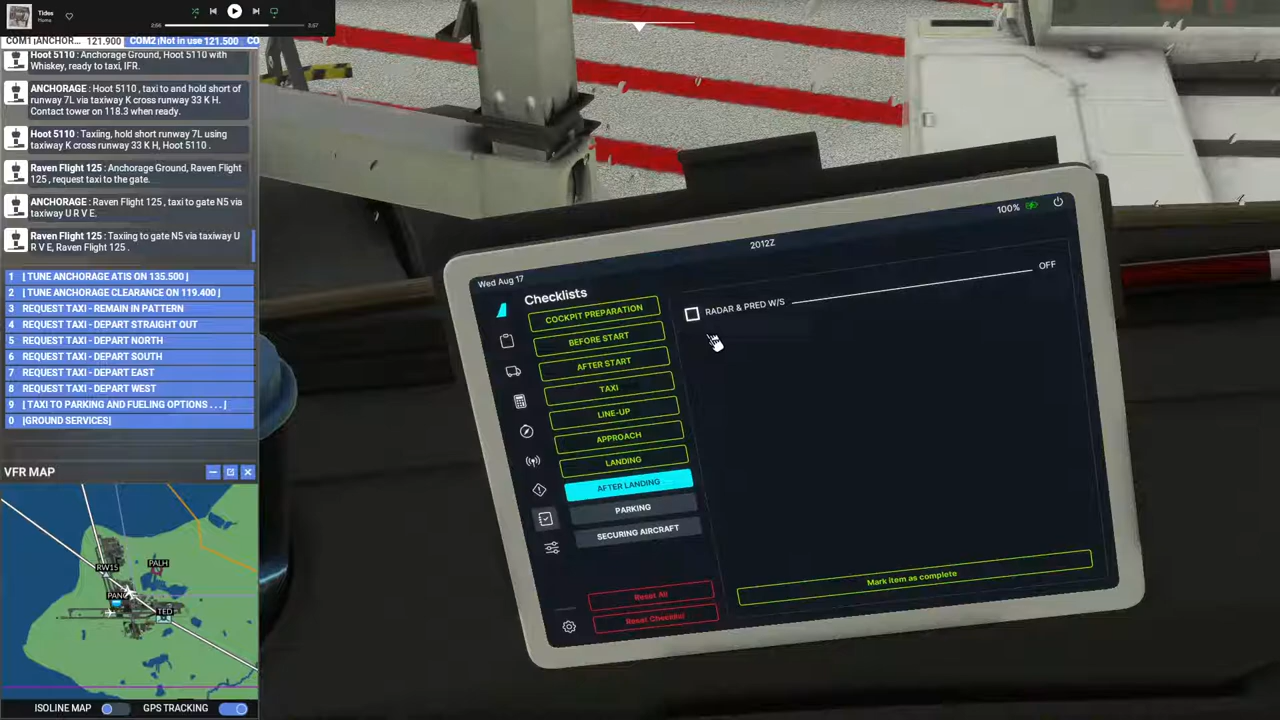 Tides
Home
2:06
3:57
COM1 (ANCHOR... 121.900
COM2 (Not in use 121.500
CO
Hoot 5110 : Anchorage Ground, Hoot 5110 with
Whiskey, ready to taxi, IFR.
ANCHORAGE : Hoot 5110 , taxi to and hold short of
runway 7L via taxiway K cross runway 33 K H.
Contact tower on 118.3 when ready.
Hoot 5110 : Taxiing, hold short runway 7L using
taxiway K cross runway 33 K H, Hoot 5110 .
Raven Flight 125 : Anchorage Ground, Raven Flight
125 , request taxi to the gate.
ANCHORAGE : Raven Flight 125 , taxi to gate N5 via
taxiway U R V E.
Raven Flight 125 : Taxiing to gate N5 via taxiway U
R V E, Raven Flight 125 .
1 [ TUNE ANCHORAGE ATIS ON 135.500 ]
2 [ TUNE ANCHORAGE CLEARANCE ON 119.400 ]
3 REQUEST TAXI - REMAIN IN PATTERN
4 REQUEST TAXI - DEPART STRAIGHT OUT
5 REQUEST TAXI - DEPART NORTH
6 REQUEST TAXI - DEPART SOUTH
7 REQUEST TAXI - DEPART EAST
8 REQUEST TAXI - DEPART WEST
9 [ TAXI TO PARKING AND FUELING OPTIONS . . . ]
0 [GROUND SERVICES]
VFR MAP
RW15
PALH
PANC
TED
ISOLINE MAP
GPS TRACKING
Wed Aug 17
2012Z
100%
Checklists
COCKPIT PREPARATION
BEFORE START
AFTER START
TAXI
LINE-UP
APPROACH
LANDING
AFTER LANDING
PARKING
SECURING AIRCRAFT
Reset All
Reset Checklist
RADAR & PRED W/S
OFF
Mark item as complete